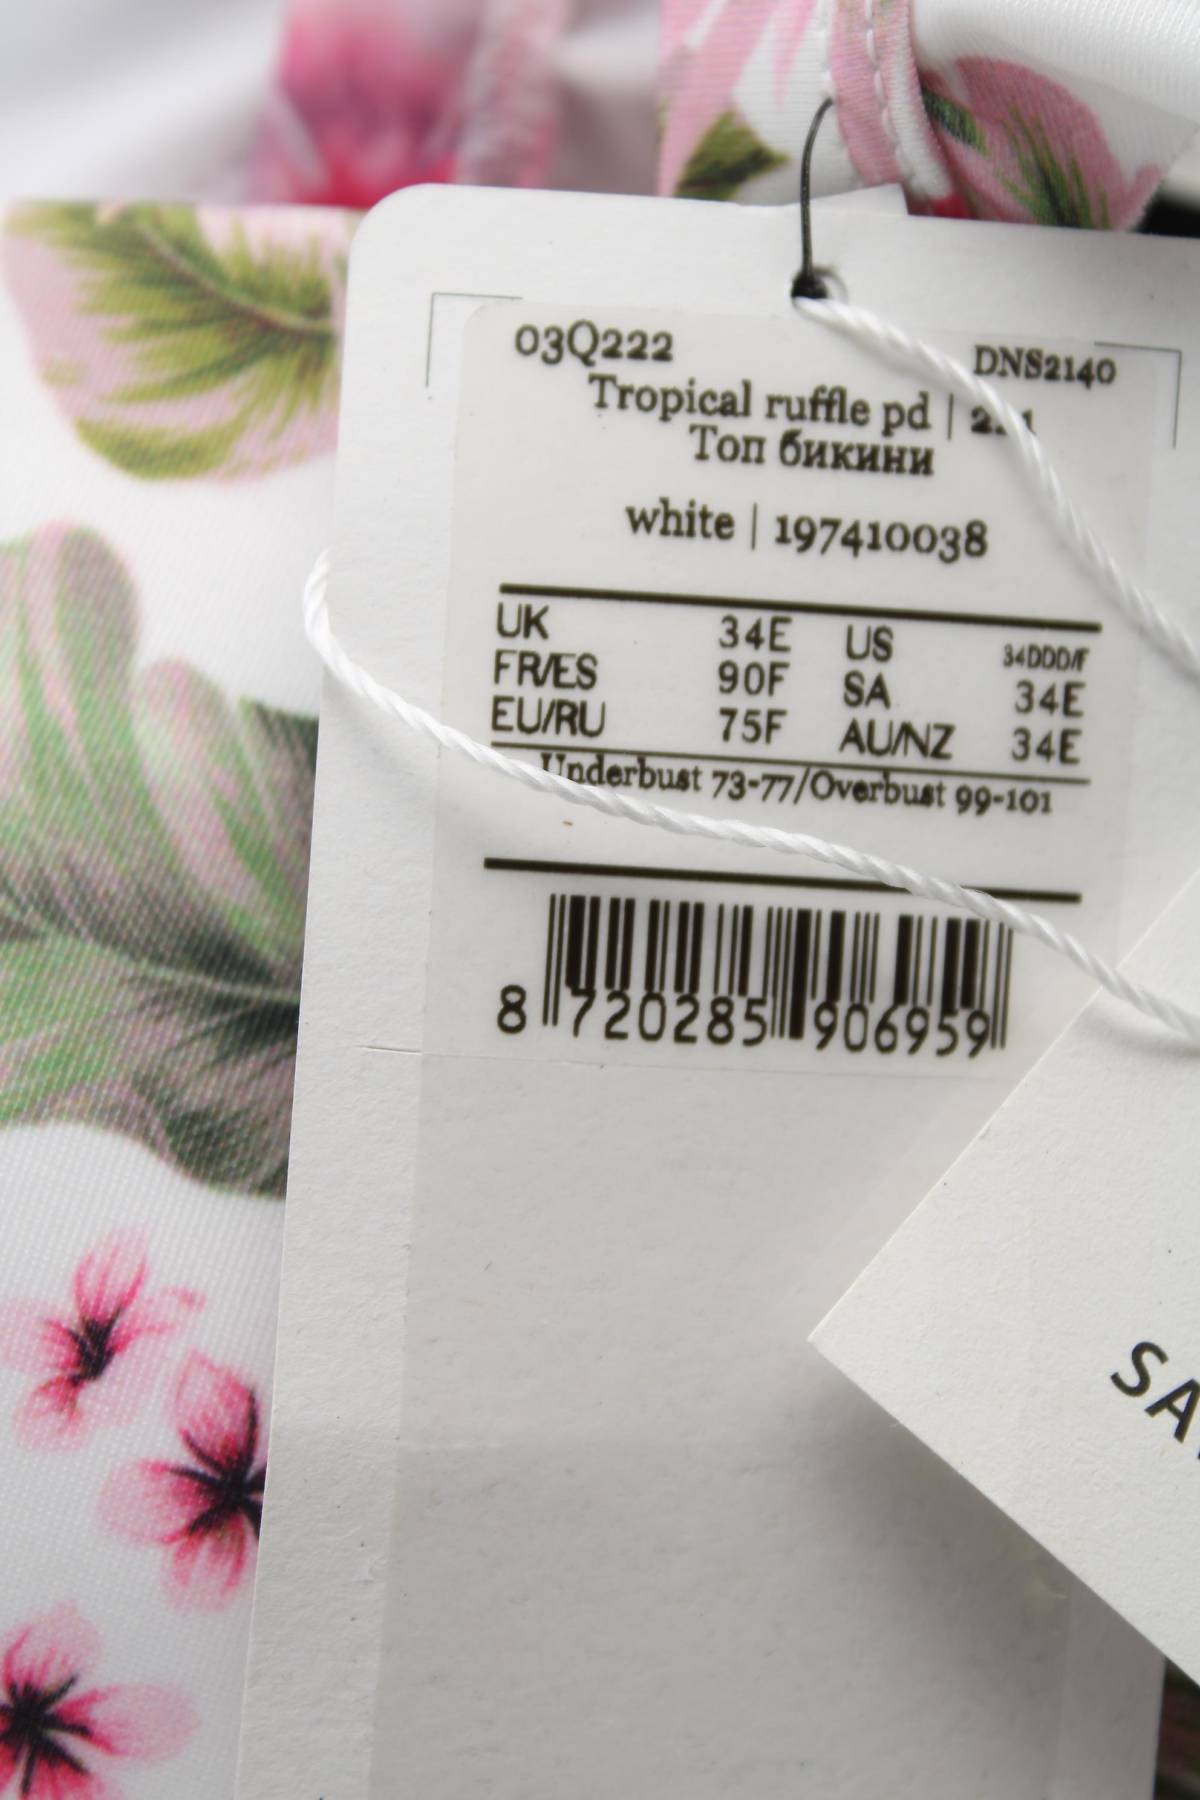 03Q222 DNS2140
Tropical ruffle pd |
Топ бикини
white | 197410038
UK 34E US 34DDD/F
FR/ES 90F SA 34E
EU/RU 75F AU/NZ 34E
Underbust 73-77/Overbust 99-101
8 720285 906959